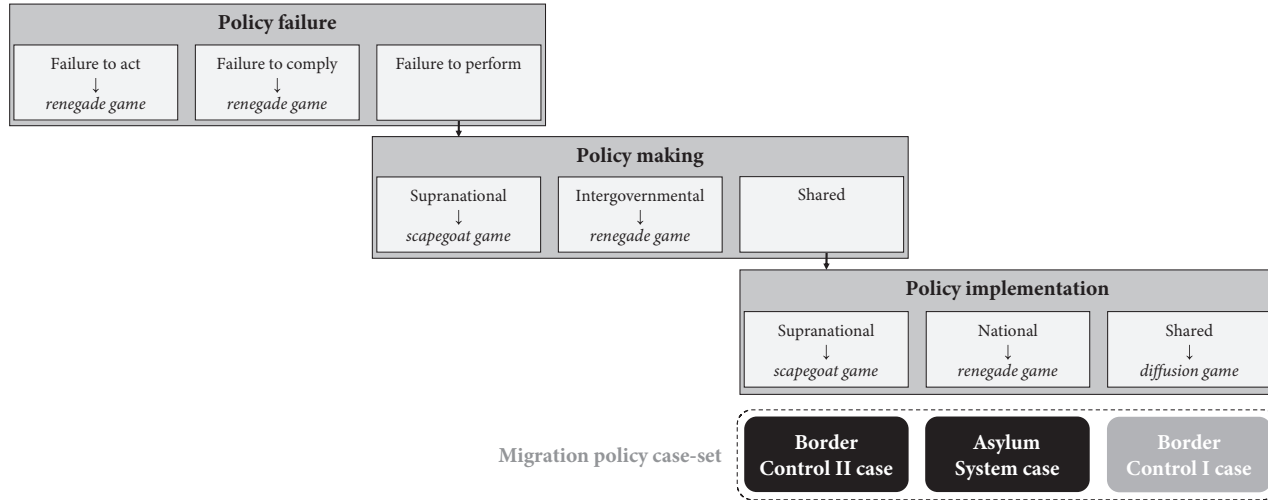 Policy failure
Failure to act
↓
renegade game
Failure to comply
↓
renegade game
Failure to perform
Policy making
Supranational
↓
scapegoat game
Intergovernmental
↓
renegade game
Shared
Policy implementation
Supranational
↓
scapegoat game
National
↓
renegade game
Shared
↓
diffusion game
Migration policy case-set
Border
Control II case
Asylum
System case
Border
Control I case